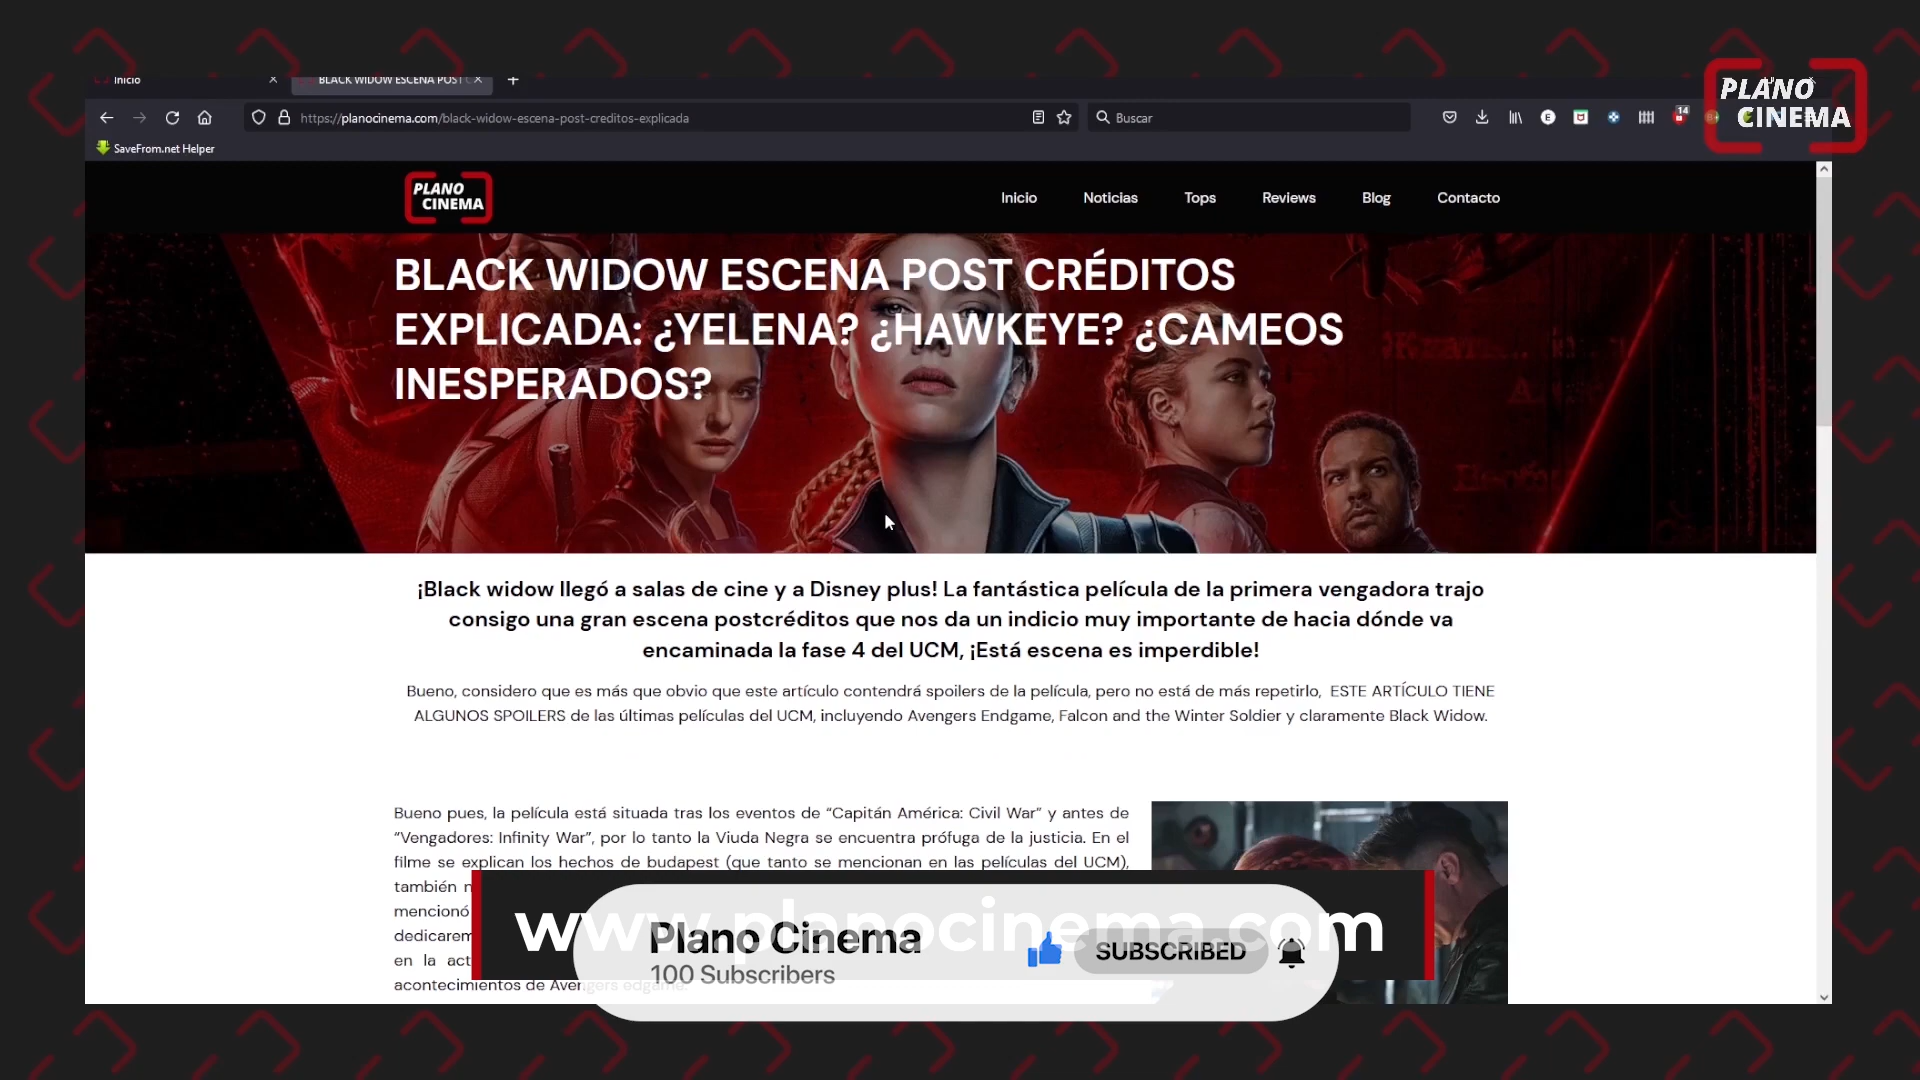 Inicio
BLACK WIDOW ESCENA POST
https://planocinema.com/black-widow-escena-post-creditos-explicada
Buscar
14
PLANO
CINEMA
SaveFrom.net Helper
PLANO
CINEMA
Inicio
Noticias
Tops
Reviews
Blog
Contacto
BLACK WIDOW ESCENA POST CRÉDITOS
EXPLICADA: ¿YELENA? ¿HAWKEYE? ¿CAMEOS
INESPERADOS?
¡Black widow llegó a salas de cine y a Disney plus! La fantástica película de la primera vengadora trajo
consigo una gran escena postcréditos que nos da un indicio muy importante de hacia dónde va
encaminada la fase 4 del UCM, ¡Está escena es imperdible!
Bueno, considero que es más que obvio que este artículo contendrá spoilers de la película, pero no está de más repetirlo, ESTE ARTÍCULO TIENE
ALGUNOS SPOILERS de las últimas películas del UCM, incluyendo Avengers Endgame, Falcon and the Winter Soldier y claramente Black Widow.
Bueno pues, la película está situada tras los eventos de “Capitán América: Civil War” y antes de
“Vengadores: Infinity War”, por lo tanto la Viuda Negra se encuentra prófuga de la justicia. En el
filme se explican los hechos de budapest (que tanto se mencionan en las películas del UCM),
también
mencionó
dedicarem
en la act
acontecimientos de Avengers edgame.
www.planocinema.com
Plano Cinema
100 Subscribers
SUBSCRIBED